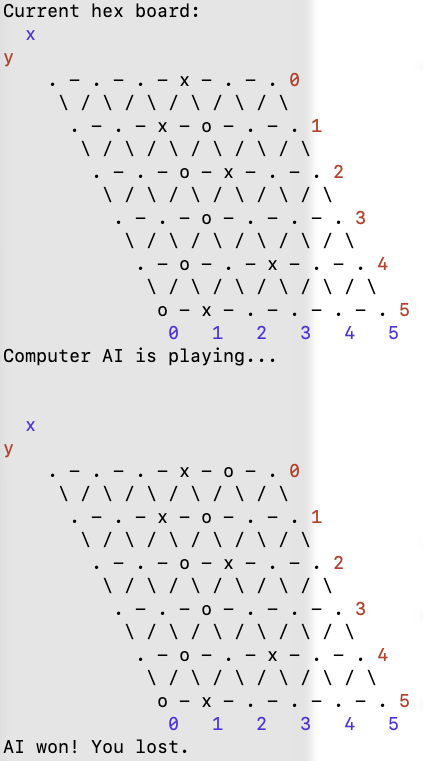 Current hex board:
x
y
. – . – . – x – . – . 0
\ / \ / \ / \ / \ / \
. – . – x – o – . – . 1
\ / \ / \ / \ / \ / \
. – . – o – x – . – . 2
\ / \ / \ / \ / \ / \
. – . – o – . – . – . 3
\ / \ / \ / \ / \ / \
. – o – . – x – . – . 4
\ / \ / \ / \ / \ / \
o – x – . – . – . – . 5
0 1 2 3 4 5
Computer AI is playing...
x
y
. – . – . – x – o – . 0
\ / \ / \ / \ / \ / \
. – . – x – o – . – . 1
\ / \ / \ / \ / \ / \
. – . – o – x – . – . 2
\ / \ / \ / \ / \ / \
. – . – o – . – . – . 3
\ / \ / \ / \ / \ / \
. – o – . – x – . – . 4
\ / \ / \ / \ / \ / \
o – x – . – . – . – . 5
0 1 2 3 4 5
AI won! You lost.